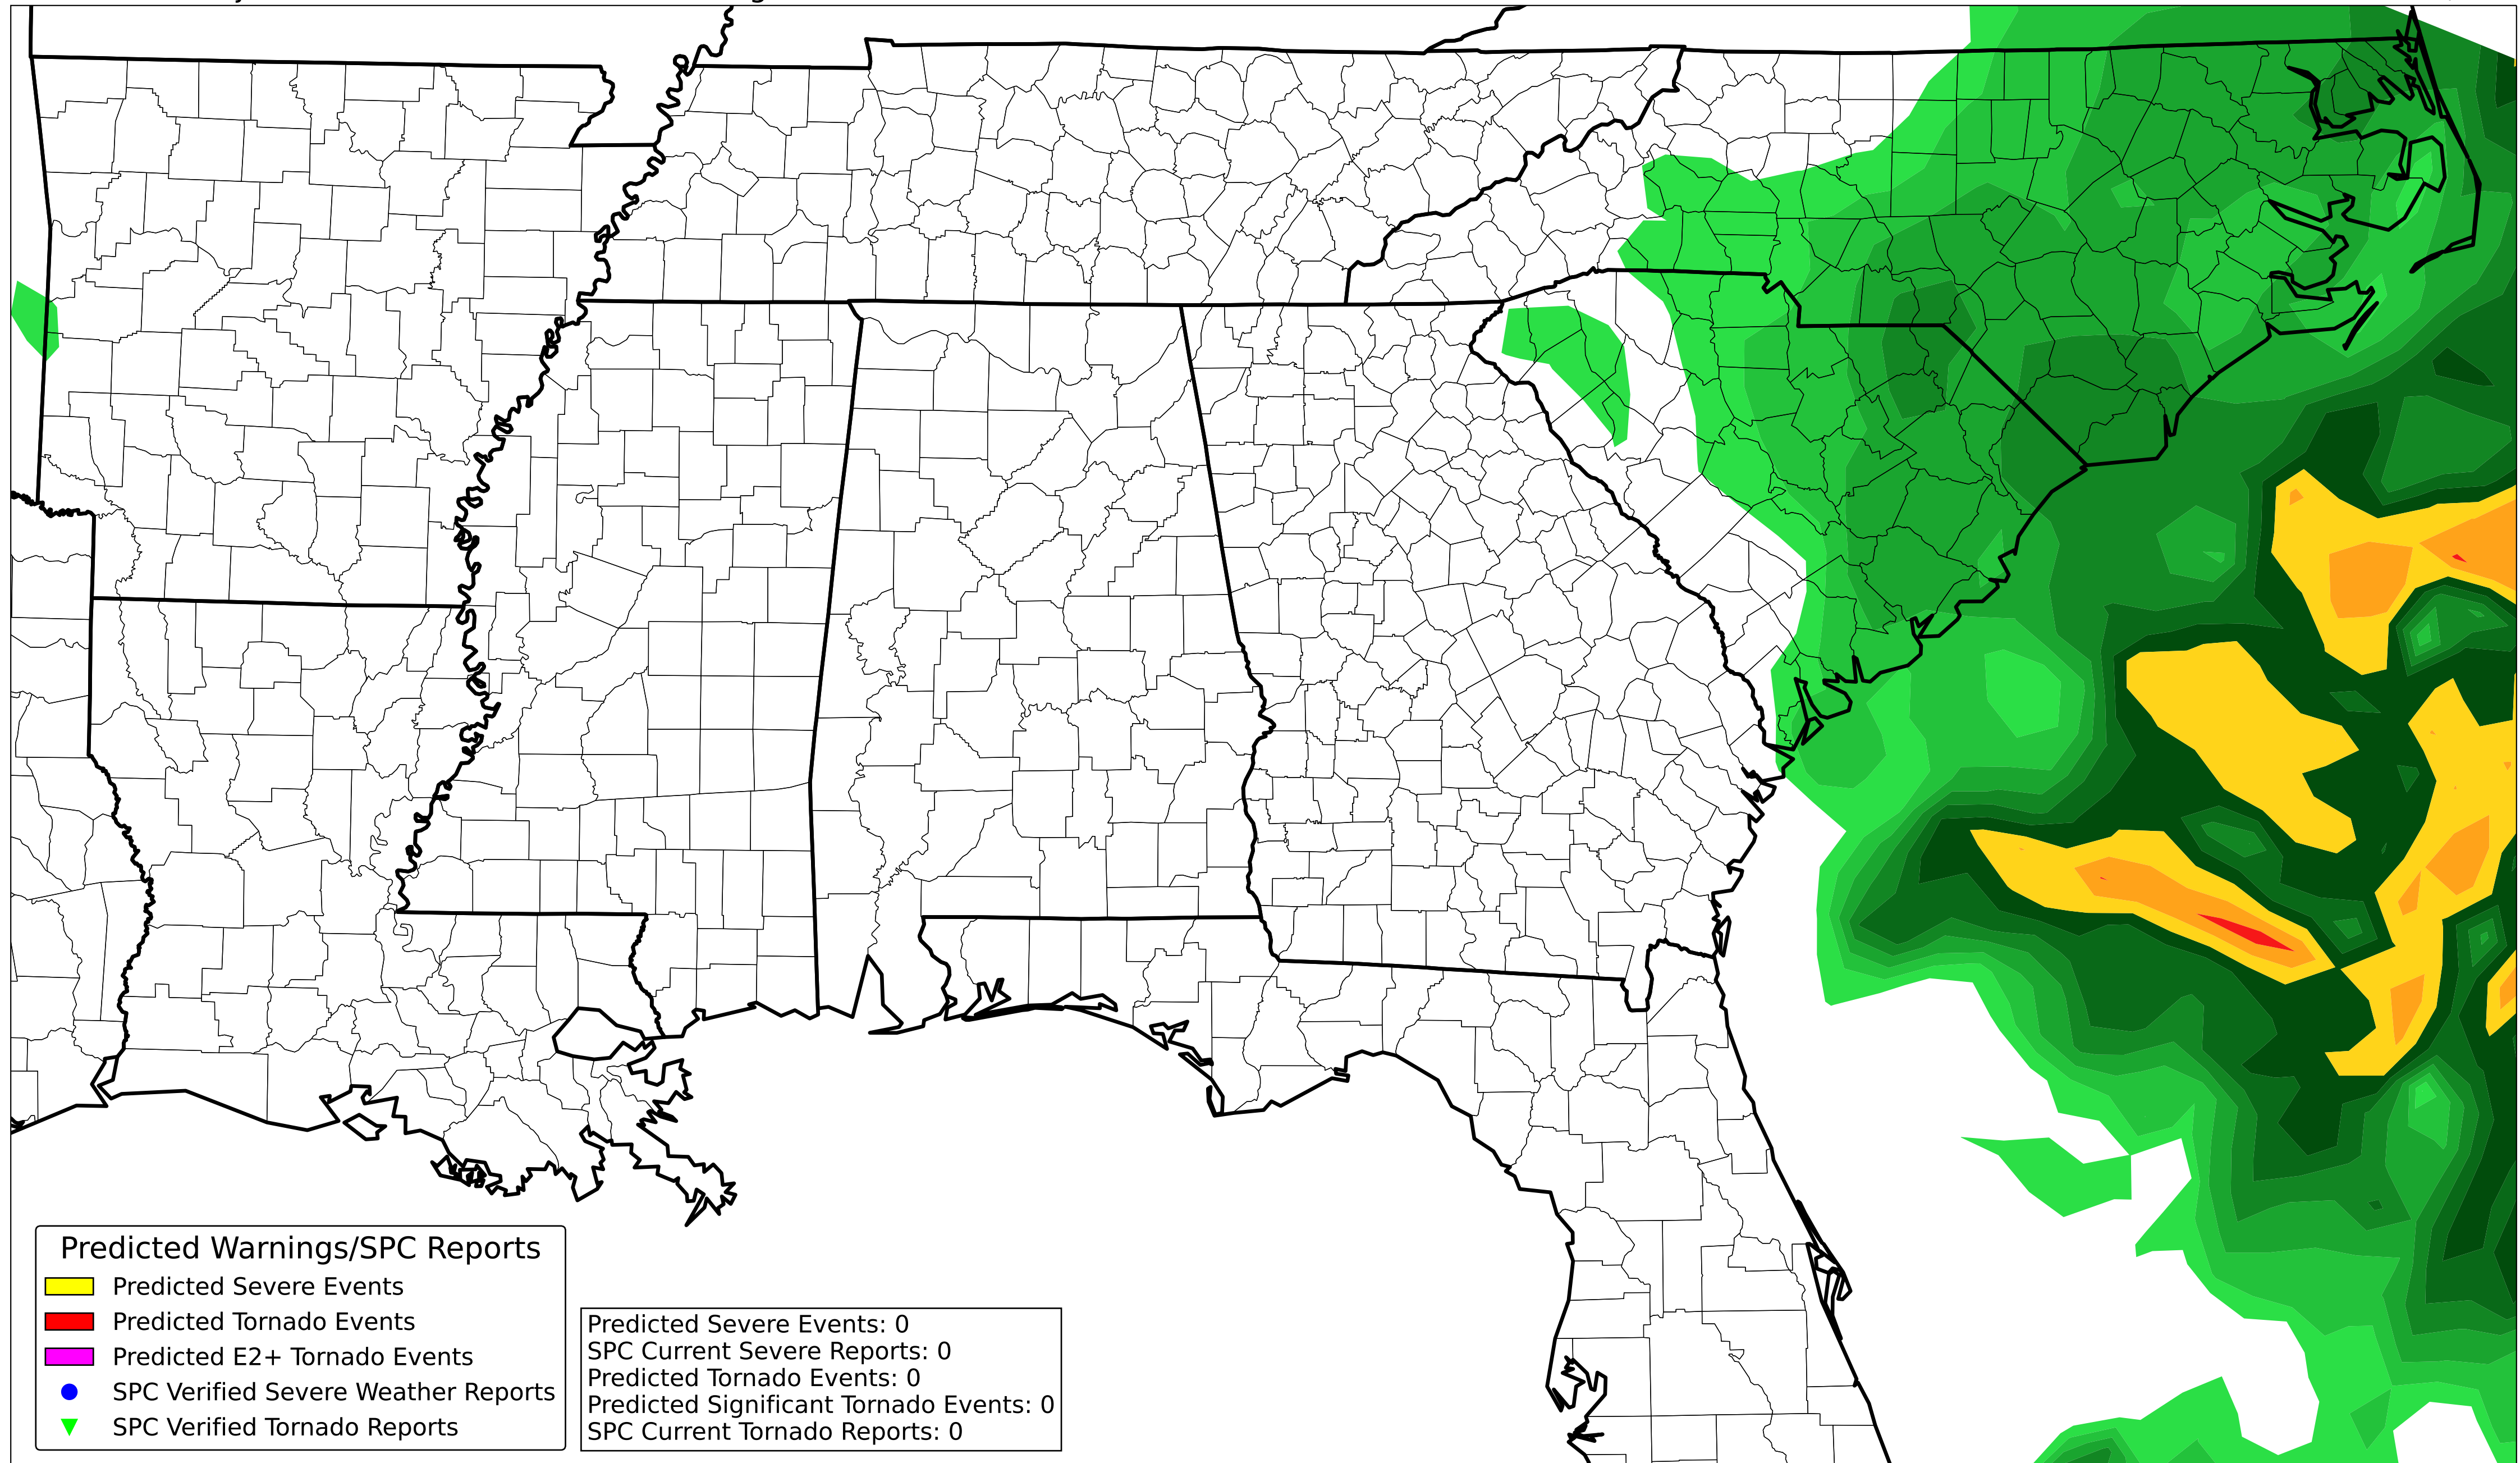 Predicted Warnings/SPC Reports
Predicted Severe Events
Predicted Tornado Events
Predicted E2+ Tornado Events
SPC Verified Severe Weather Reports
SPC Verified Tornado Reports
Predicted Severe Events: 0
SPC Current Severe Reports: 0
Predicted Tornado Events: 0
Predicted Significant Tornado Events: 0
SPC Current Tornado Reports: 0